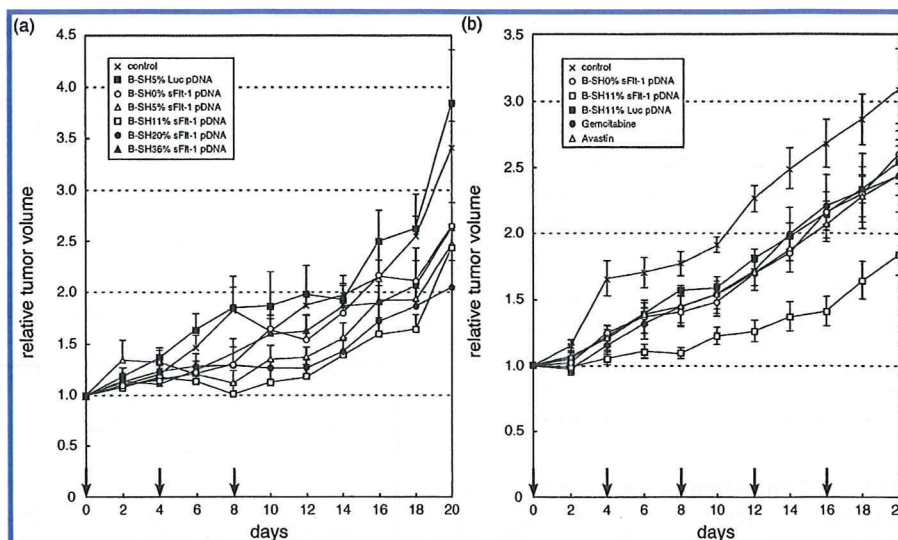 (a)
4.5
4.0
3.5
3.0
2.5
2.0
1.5
1.0
0.5
0
relative tumor volume
control
B-SH5% Luc pDNA
B-SH0% sFlt-1 pDNA
B-SH5% sFlt-1 pDNA
B-SH11% sFlt-1 pDNA
B-SH20% sFlt-1 pDNA
B-SH36% sFlt-1 pDNA
0 2 4 6 8 10 12 14 16 18 20
days
(b)
3.5
3.0
2.5
2.0
1.5
1.0
0.5
0
relative tumor volume
control
B-SH0% sFlt-1 pDNA
B-SH11% sFlt-1 pDNA
B-SH11% Luc pDNA
Gemcitabine
Avastin
0 2 4 6 8 10 12 14 16 18 20
days